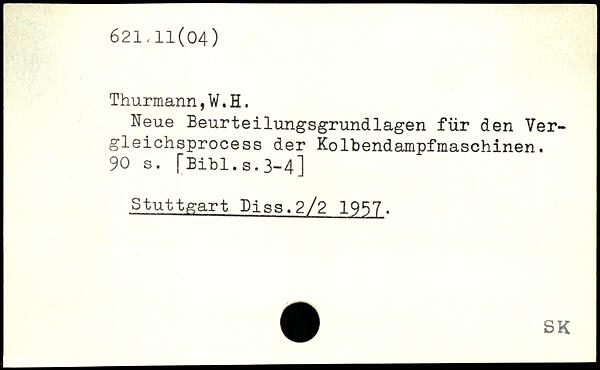 621.11(04)
Thurmann,W.H.
Neue Beurteilungsgrundlagen für den Ver-
gleichsprocess der Kolbendampfmaschinen.
90 s. [Bibl.s.3-4]
Stuttgart Diss.2/2 1957.
SK